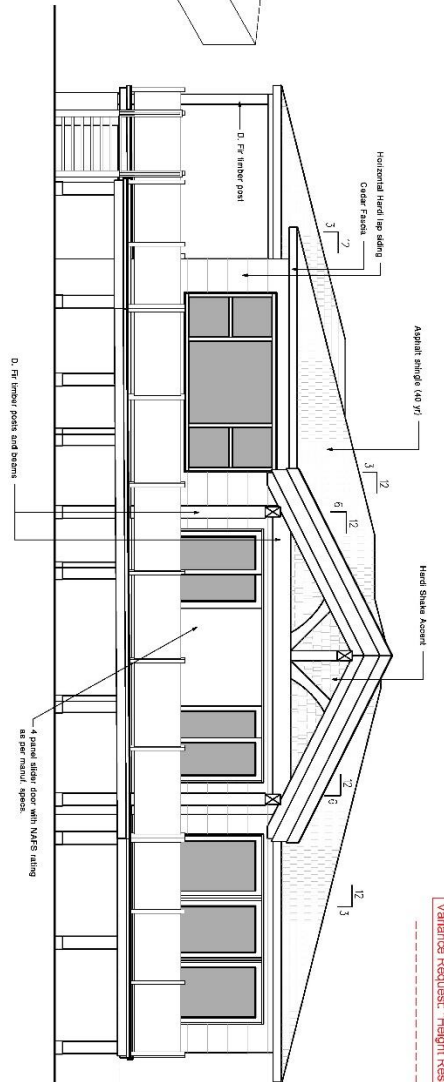 Variance Request: "Height Res
Hardi Shake Accent
Asphalt shingle (40 yr)
Horizontal Hardi lap siding
Cedar Fascia
D. Fir timber post
12
3
3
12
6
12
12
6
12
3
D. Fir timber posts and beams
4 panel slider door with NAFS rating
as per manuf. specs.